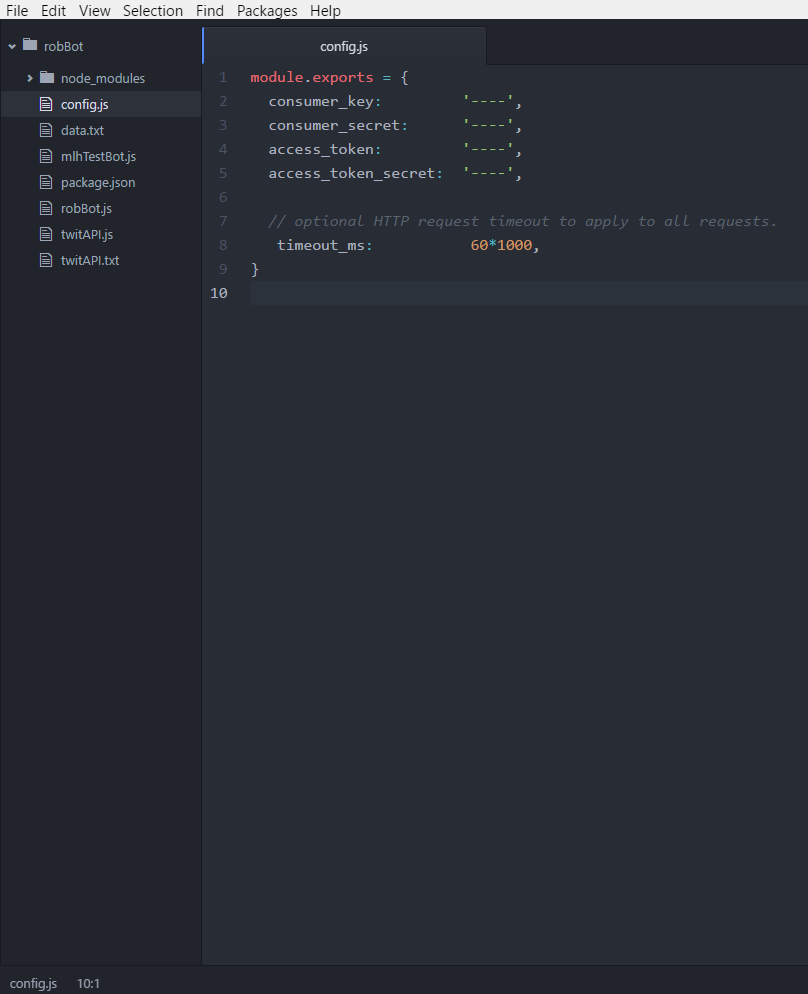 File Edit View Selection Find Packages Help
robBot
node_modules
config.js
data.txt
mlhTestBot.js
package.json
robBot.js
twitAPI.js
twitAPI.txt
config.js
1 module.exports = {
2   consumer_key:         '----',
3   consumer_secret:      '----',
4   access_token:         '----',
5   access_token_secret:  '----',
6
7   // optional HTTP request timeout to apply to all requests.
8    timeout_ms:           60*1000,
9 }
10
config.js 10:1